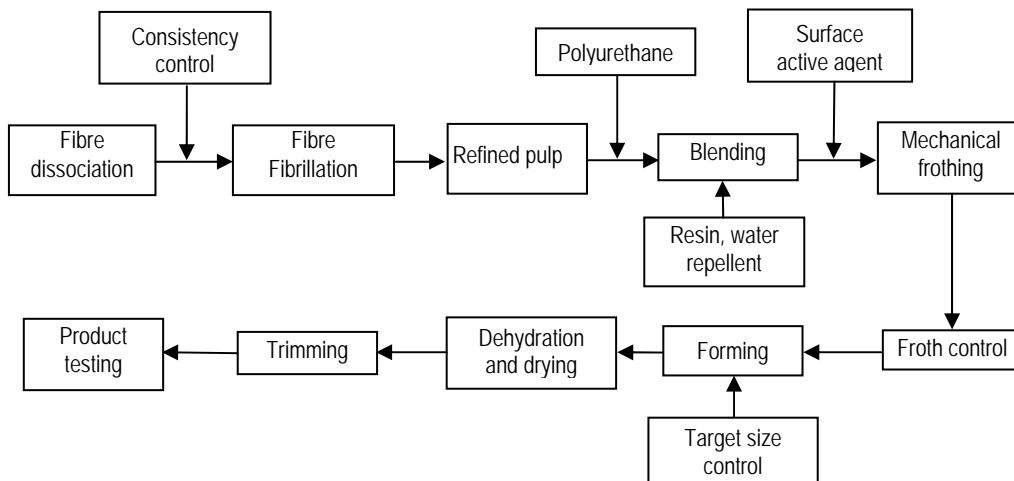 Consistency
control
Polyurethane
Surface
active agent
Fibre
dissociation
Fibre
Fibrillation
Refined pulp
Blending
Mechanical
frothing
Resin, water
repellent
Product
testing
Trimming
Dehydration
and drying
Forming
Froth control
Target size
control